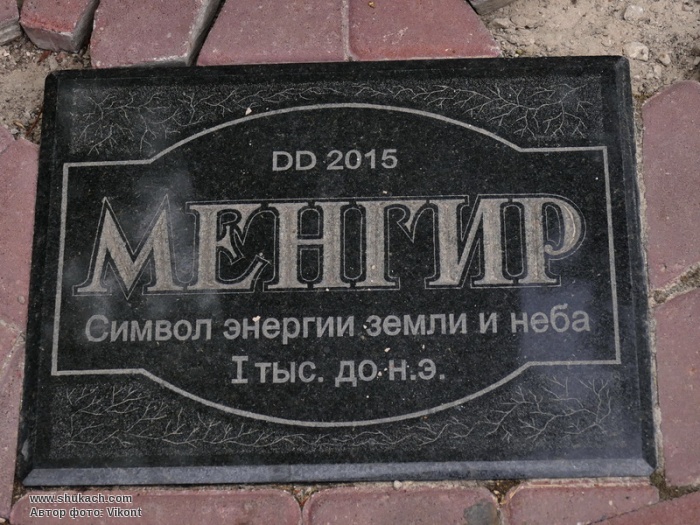 DD 2015
МЕНГИР
Символ энергии земли и неба
I тыс. до н.э.
www.shukach.com
Автор фото: Vikont